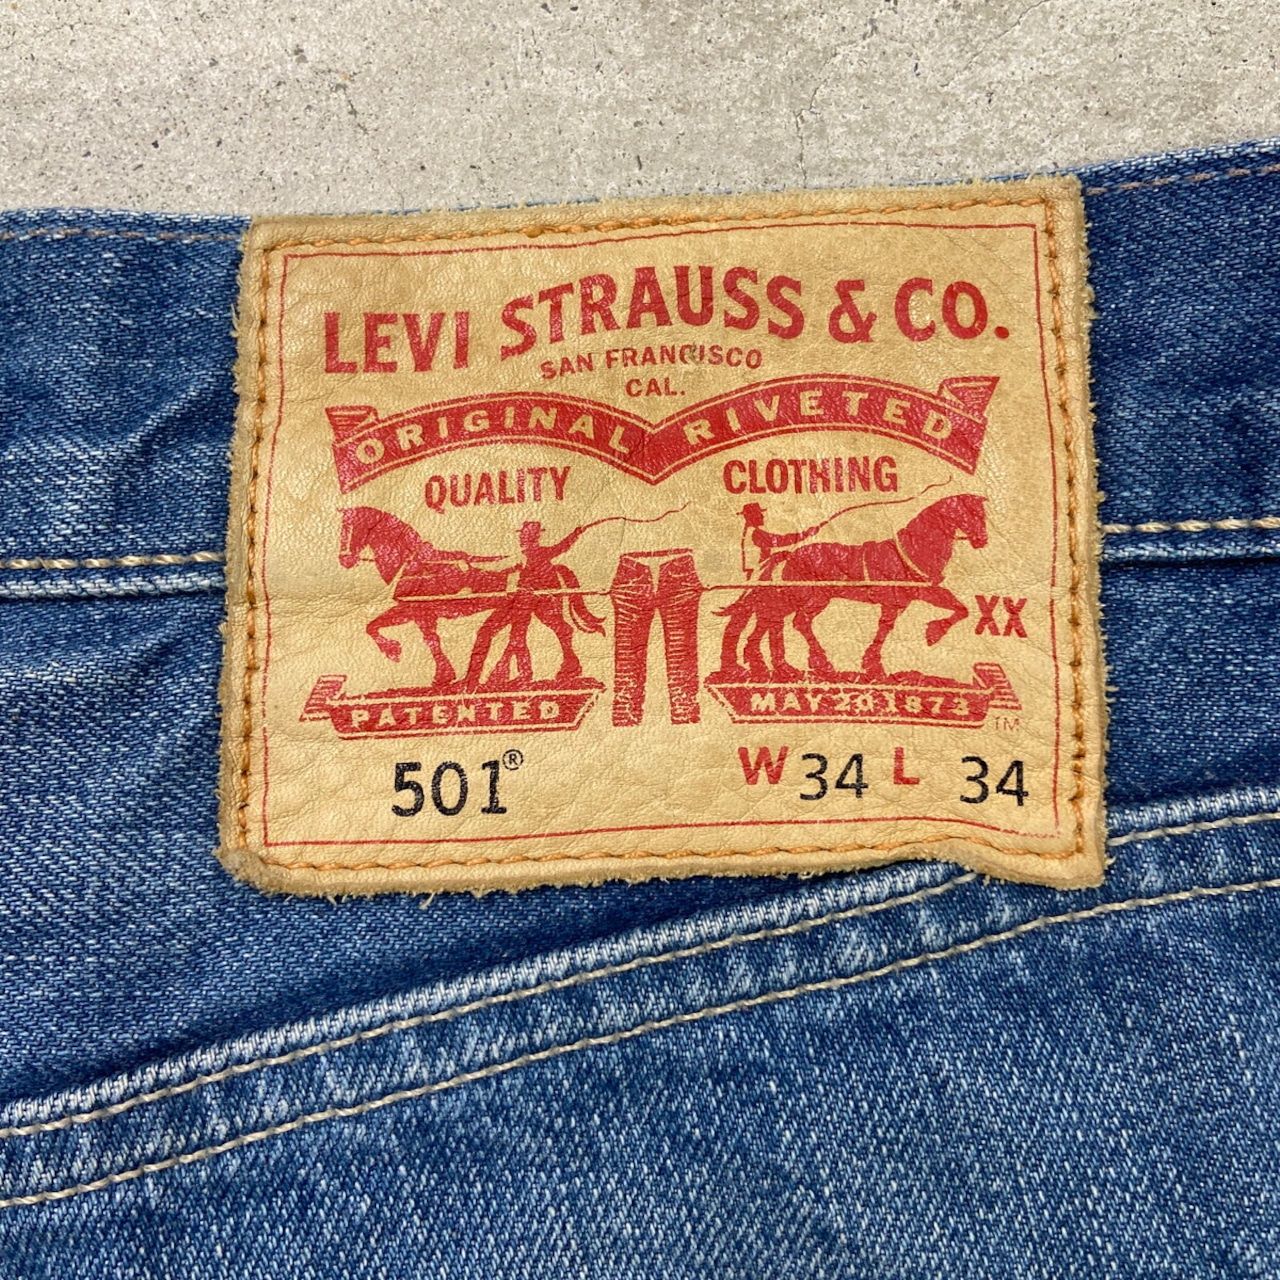 LEVI STRAUSS & CO.
SAN FRANCISCO
CAL.
ORIGINAL RIVETED
QUALITY CLOTHING
XX
PATENTED MAY 20 1873 TM
501® W 34 L 34